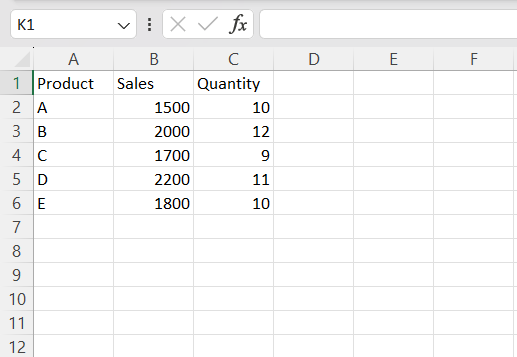 K1 fx
A B C D E F
1 Product Sales Quantity
2 A 1500 10
3 B 2000 12
4 C 1700 9
5 D 2200 11
6 E 1800 10
7
8
9
10
11
12